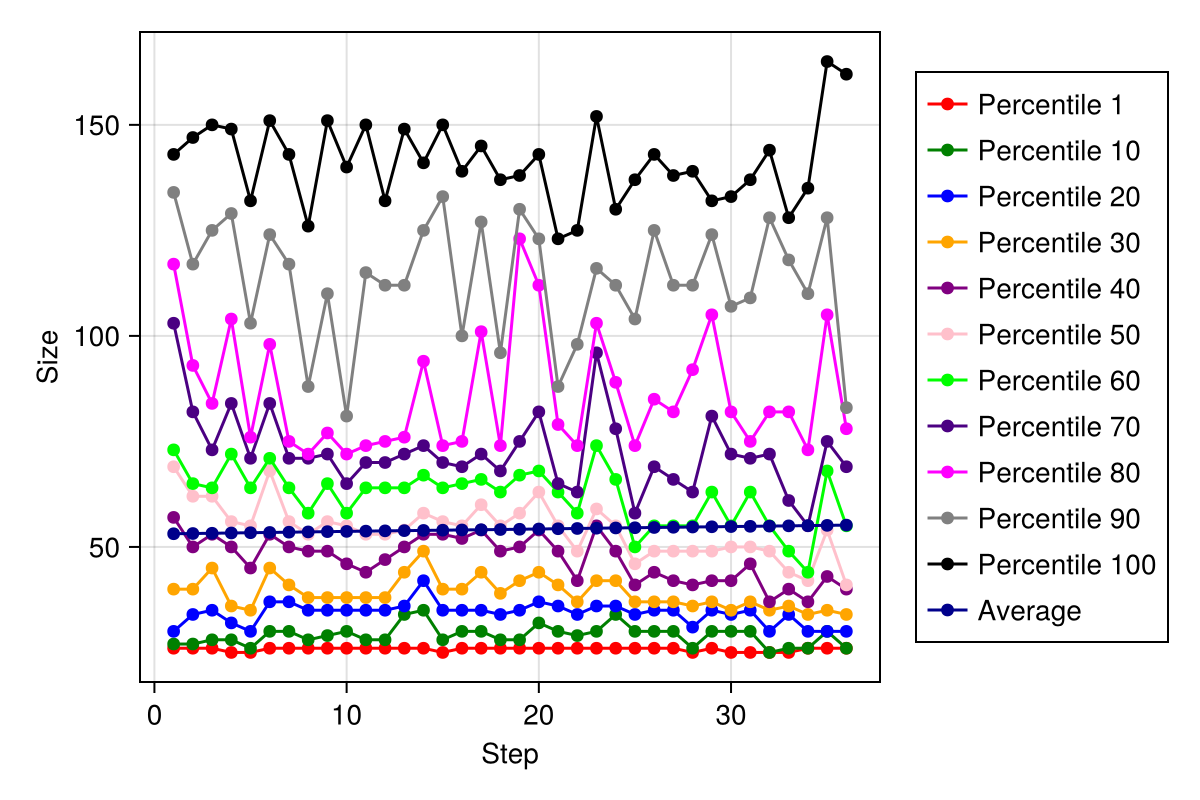 150
100
50
Size
0
10
20
30
Step
Percentile 1
Percentile 10
Percentile 20
Percentile 30
Percentile 40
Percentile 50
Percentile 60
Percentile 70
Percentile 80
Percentile 90
Percentile 100
Average